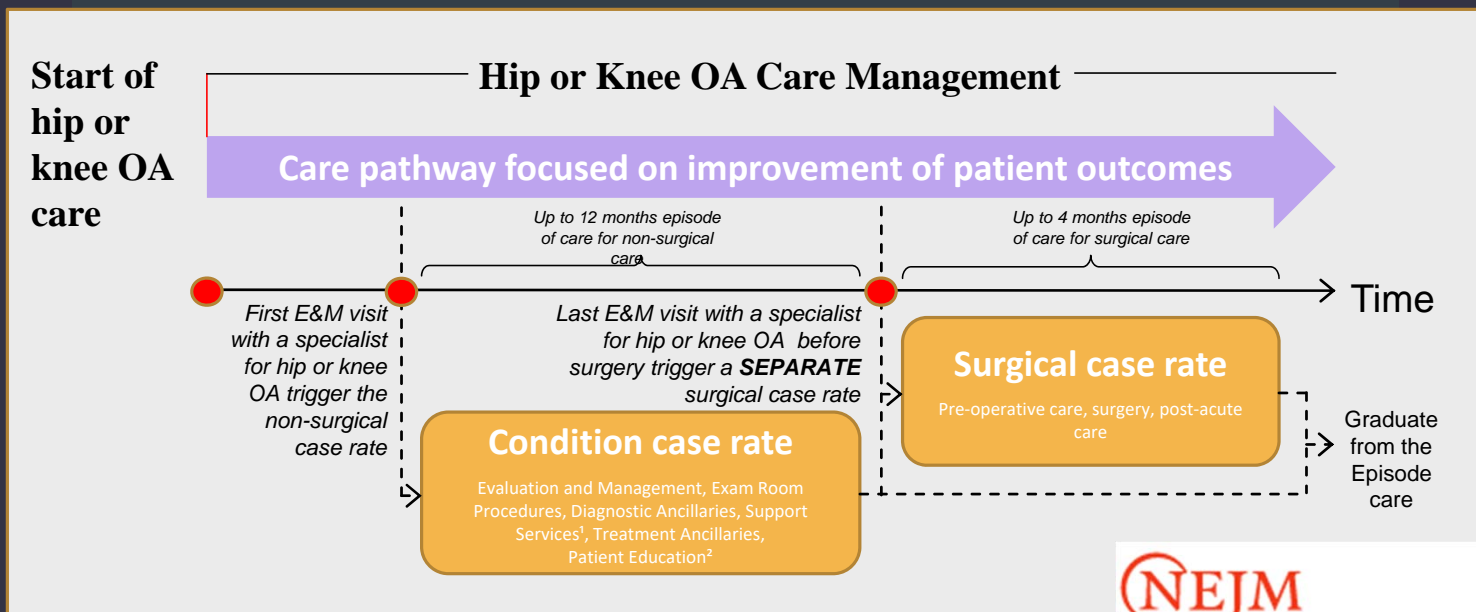 Start of
hip or
knee OA
care
Hip or Knee OA Care Management
Care pathway focused on improvement of patient outcomes
Up to 12 months episode
of care for non-surgical
care
Up to 4 months episode
of care for surgical care
Time
First E&M visit
with a specialist
for hip or knee
OA trigger the
non-surgical
case rate
Last E&M visit with a specialist
for hip or knee OA before
surgery trigger a SEPARATE
surgical case rate
Condition case rate
Evaluation and Management, Exam Room
Procedures, Diagnostic Ancillaries, Support
Services¹, Treatment Ancillaries,
Patient Education²
Surgical case rate
Pre-operative care, surgery, post-acute
care
Graduate
from the
Episode
care
NEJM